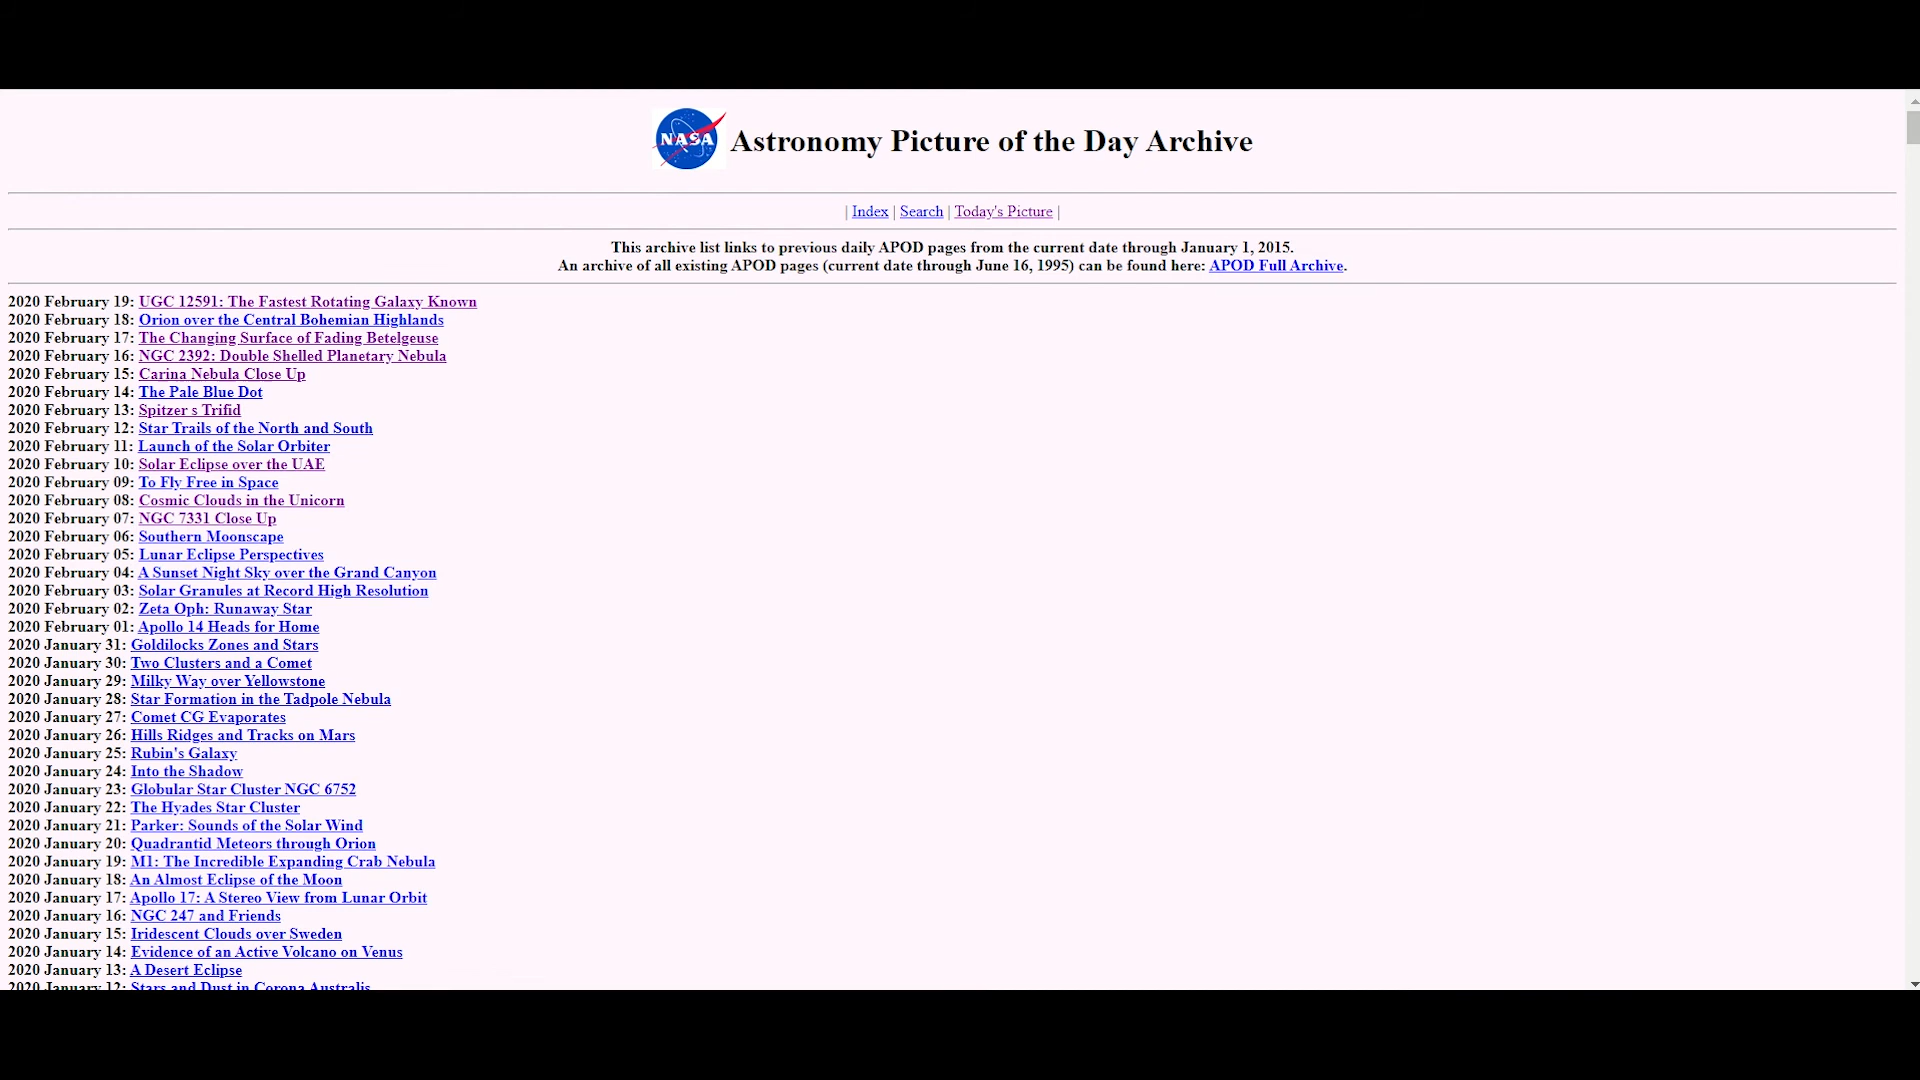 NASA
Astronomy Picture of the Day Archive
| Index | Search | Today's Picture |
This archive list links to previous daily APOD pages from the current date through January 1, 2015.
An archive of all existing APOD pages (current date through June 16, 1995) can be found here: APOD Full Archive.
2020 February 19: UGC 12591: The Fastest Rotating Galaxy Known
2020 February 18: Orion over the Central Bohemian Highlands
2020 February 17: The Changing Surface of Fading Betelgeuse
2020 February 16: NGC 2392: Double Shelled Planetary Nebula
2020 February 15: Carina Nebula Close Up
2020 February 14: The Pale Blue Dot
2020 February 13: Spitzer s Trifid
2020 February 12: Star Trails of the North and South
2020 February 11: Launch of the Solar Orbiter
2020 February 10: Solar Eclipse over the UAE
2020 February 09: To Fly Free in Space
2020 February 08: Cosmic Clouds in the Unicorn
2020 February 07: NGC 7331 Close Up
2020 February 06: Southern Moonscape
2020 February 05: Lunar Eclipse Perspectives
2020 February 04: A Sunset Night Sky over the Grand Canyon
2020 February 03: Solar Granules at Record High Resolution
2020 February 02: Zeta Oph: Runaway Star
2020 February 01: Apollo 14 Heads for Home
2020 January 31: Goldilocks Zones and Stars
2020 January 30: Two Clusters and a Comet
2020 January 29: Milky Way over Yellowstone
2020 January 28: Star Formation in the Tadpole Nebula
2020 January 27: Comet CG Evaporates
2020 January 26: Hills Ridges and Tracks on Mars
2020 January 25: Rubin's Galaxy
2020 January 24: Into the Shadow
2020 January 23: Globular Star Cluster NGC 6752
2020 January 22: The Hyades Star Cluster
2020 January 21: Parker: Sounds of the Solar Wind
2020 January 20: Quadrantid Meteors through Orion
2020 January 19: M1: The Incredible Expanding Crab Nebula
2020 January 18: An Almost Eclipse of the Moon
2020 January 17: Apollo 17: A Stereo View from Lunar Orbit
2020 January 16: NGC 247 and Friends
2020 January 15: Iridescent Clouds over Sweden
2020 January 14: Evidence of an Active Volcano on Venus
2020 January 13: A Desert Eclipse
2020 January 12: Stars and Dust in Corona Australis